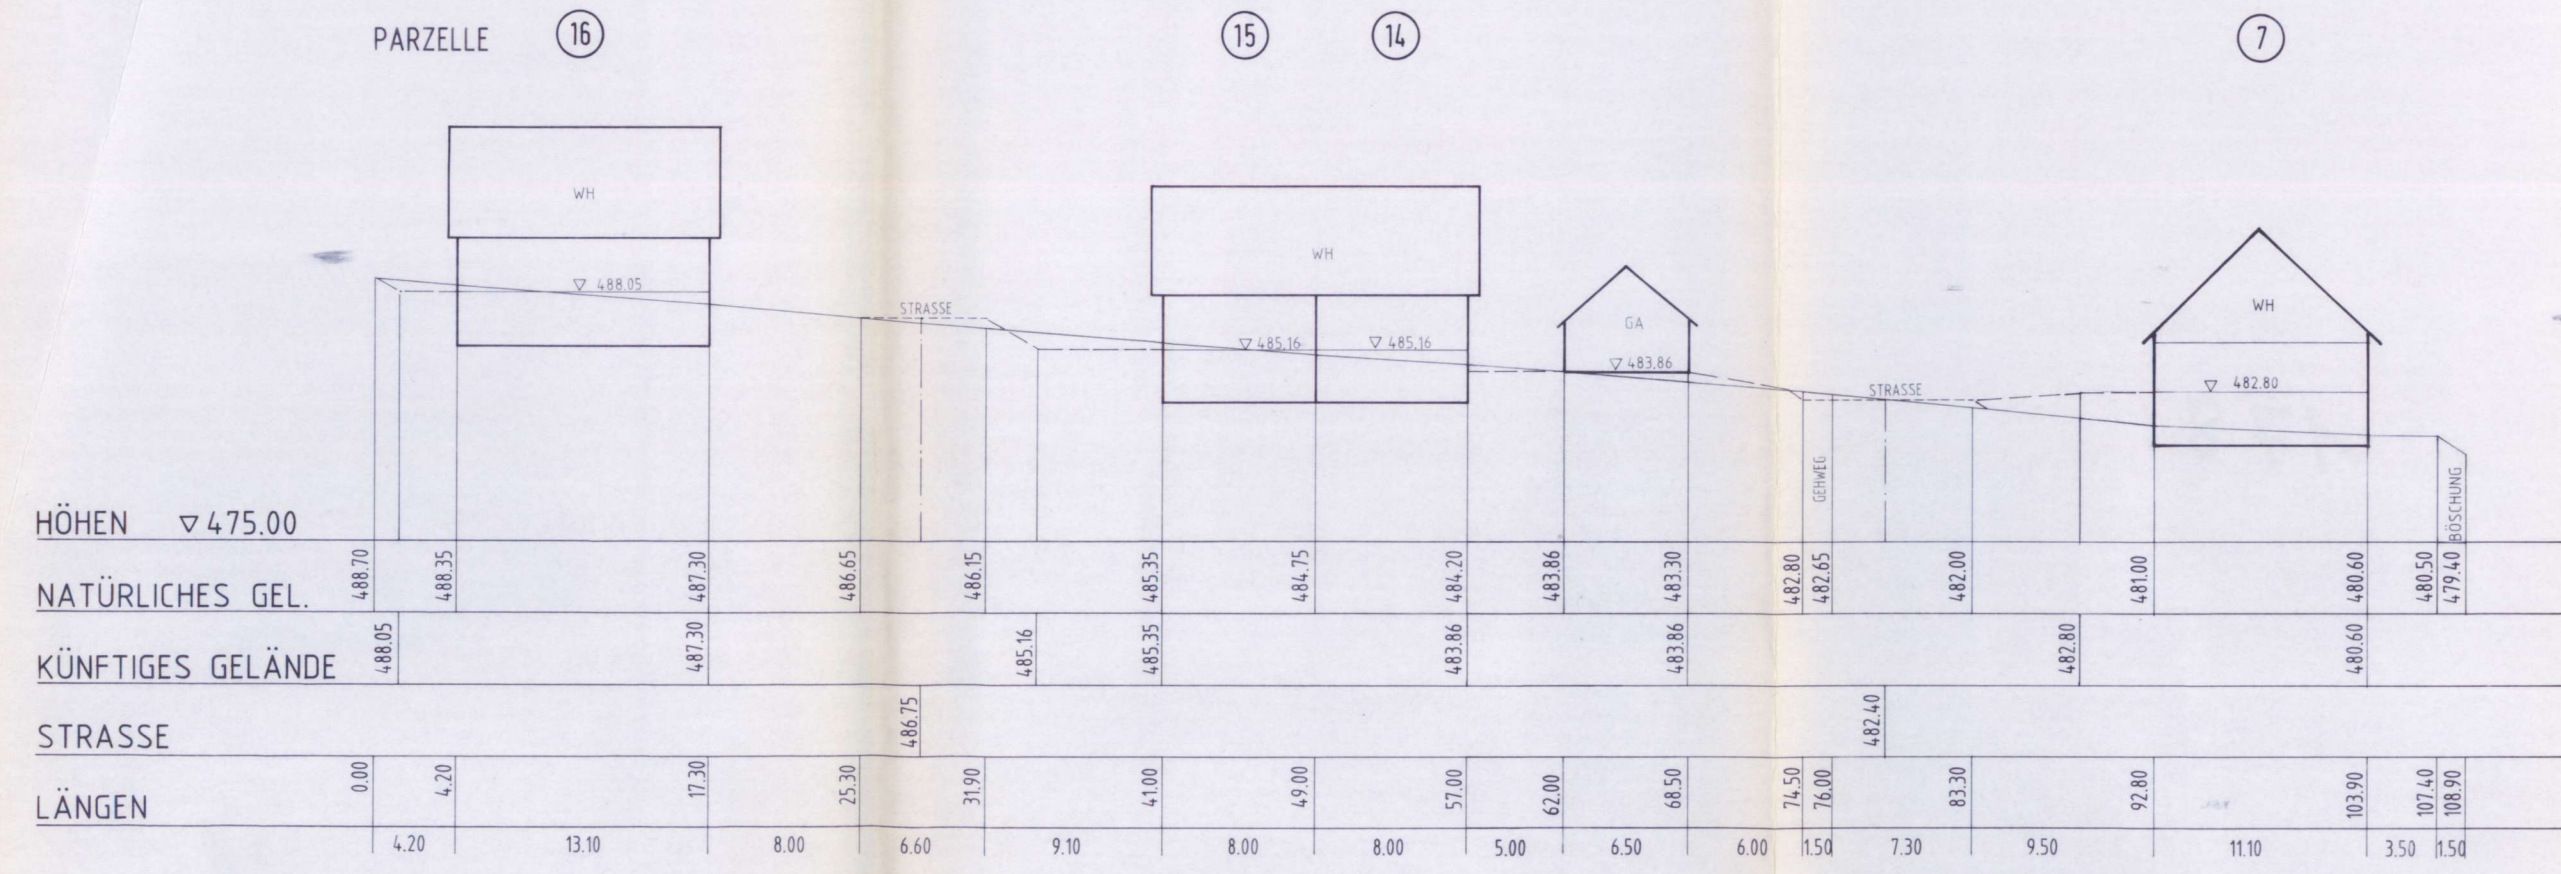 PARZELLE 16 15 14 7
WH
WH
GA
WH
▽ 488.05
STRASSE
▽ 485,16 ▽ 485,16
▽ 483,86
STRASSE
▽ 482.80
GEHWEG
BÖSCHUNG
HÖHEN ▽ 475.00
NATÜRLICHES GEL. 488.70 488.35 487.30 486.65 486.15 485.35 484.75 484.20 483.86 483.30 482.80 482.65 482.00 481.00 480.60 480.50 479.40
KÜNFTIGES GELÄNDE 488.05 487.30 485.16 485.35 483.86 483.86 482.80 480.60
STRASSE 486.75 482.40
LÄNGEN 0.00 4.20 17.30 25.30 31.90 41.00 49.00 57.00 62.00 68.50 74.50 76.00 83.30 92.80 103.90 107.40 108.90
4.20 13.10 8.00 6.60 9.10 8.00 8.00 5.00 6.50 6.00 1.50 7.30 9.50 11.10 3.50 1.50